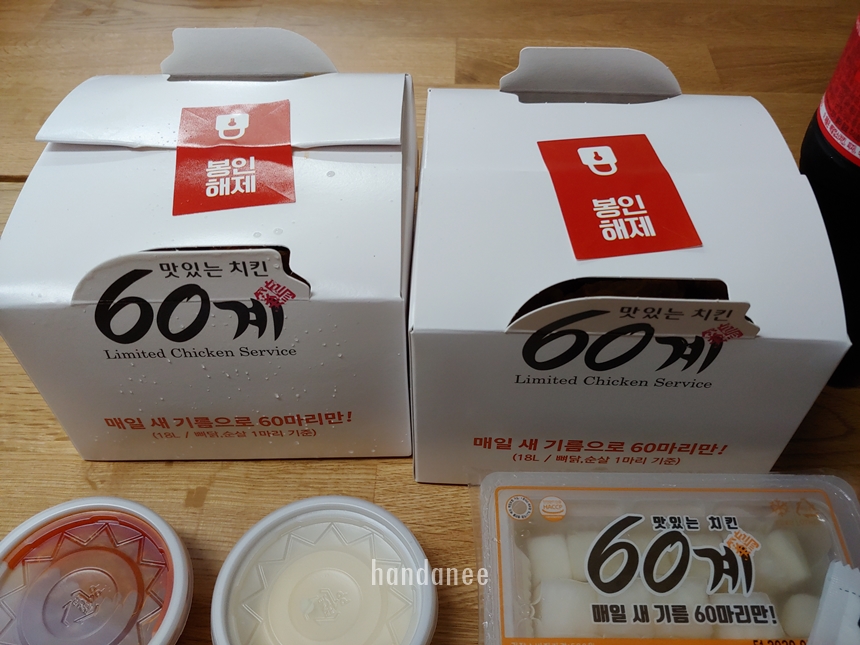 봉인
해제
맛있는 치킨
60계
Limited Chicken Service
매일 새 기름으로 60마리만!
(18L / 뼈닭,순살 1마리 기준)
봉인
해제
맛있는 치킨
60계
Limited Chicken Service
매일 새 기름으로 60마리만!
(18L / 뼈닭,순살 1마리 기준)
handanee
HACCP
맛있는 치킨
60계
매일 새 기름 60마리만!